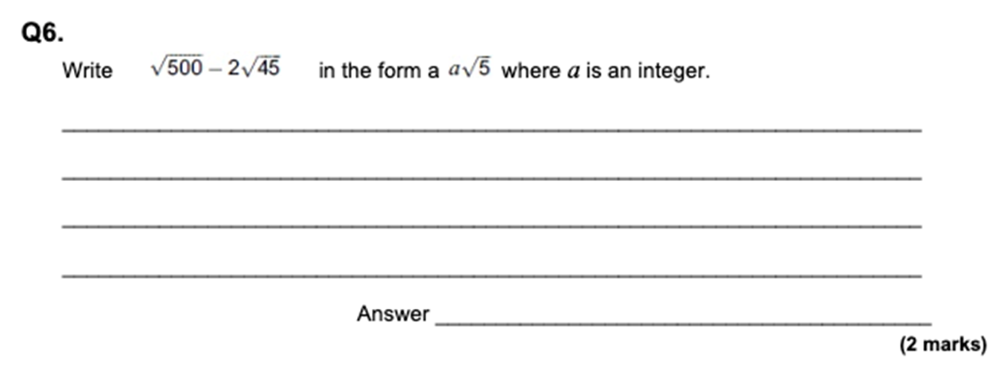 Q6.
Write √500 – 2√45 in the form a a√5 where a is an integer.
Answer
(2 marks)